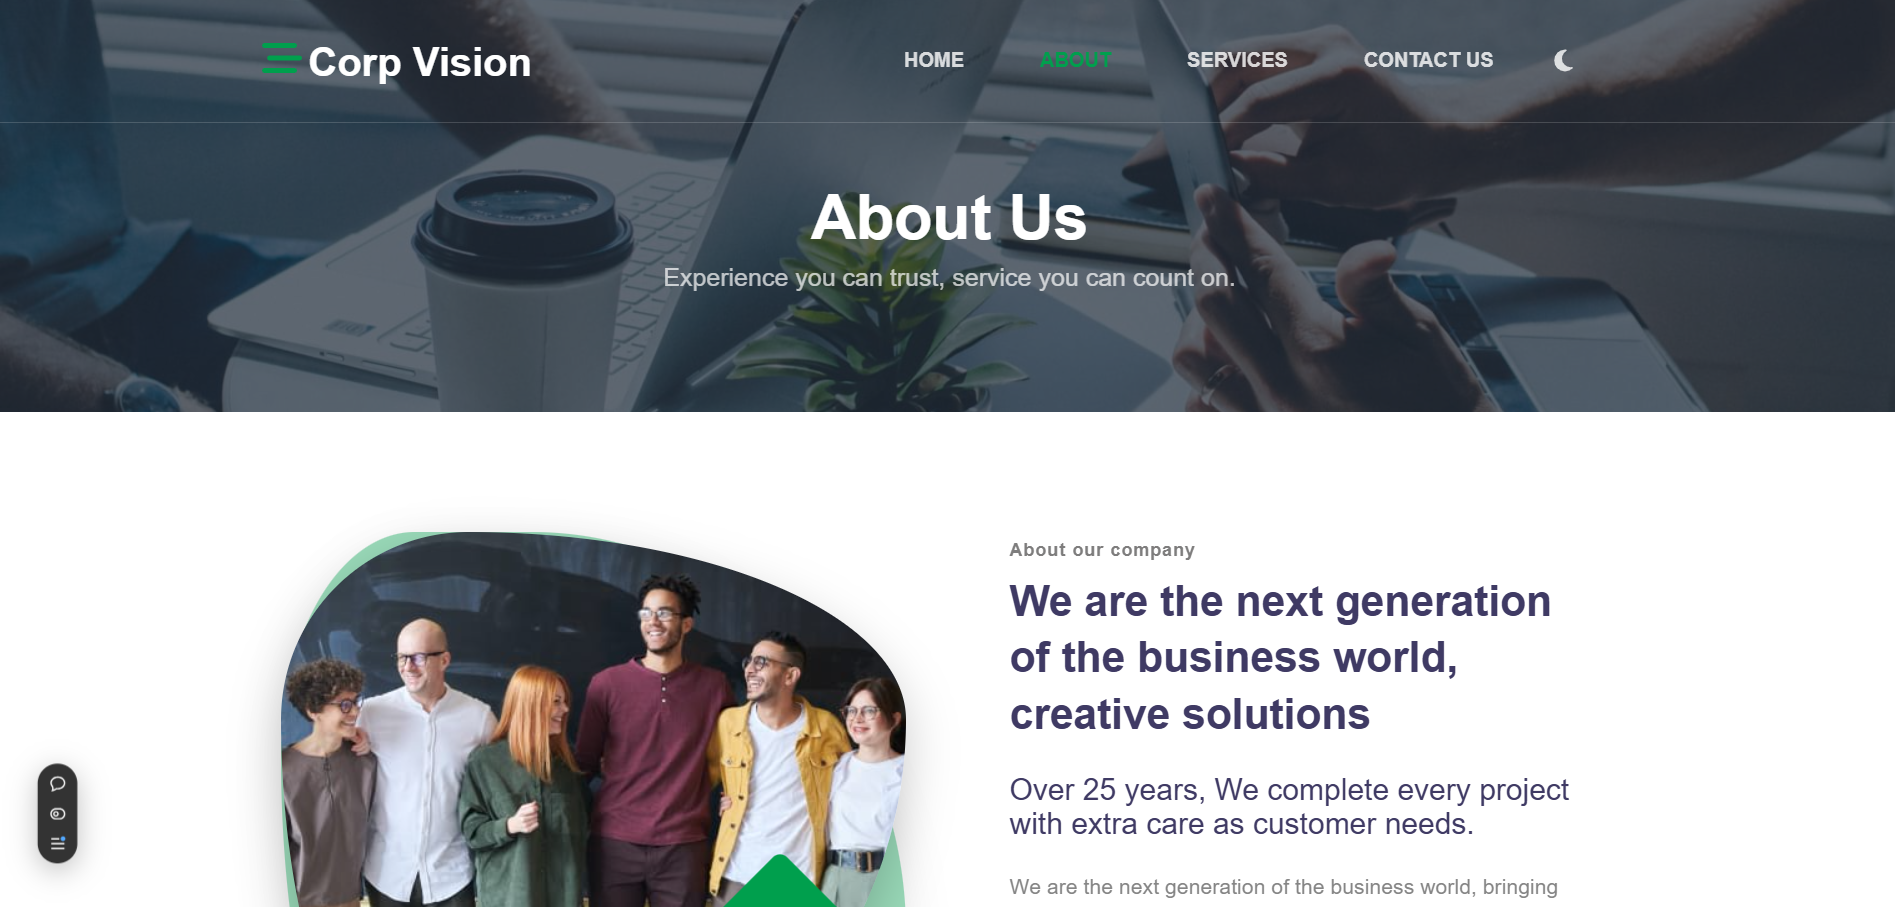 Corp Vision
HOME ABOUT SERVICES CONTACT US
About Us
Experience you can trust, service you can count on.
About our company
We are the next generation
of the business world,
creative solutions
Over 25 years, We complete every project
with extra care as customer needs.
We are the next generation of the business world, bringing